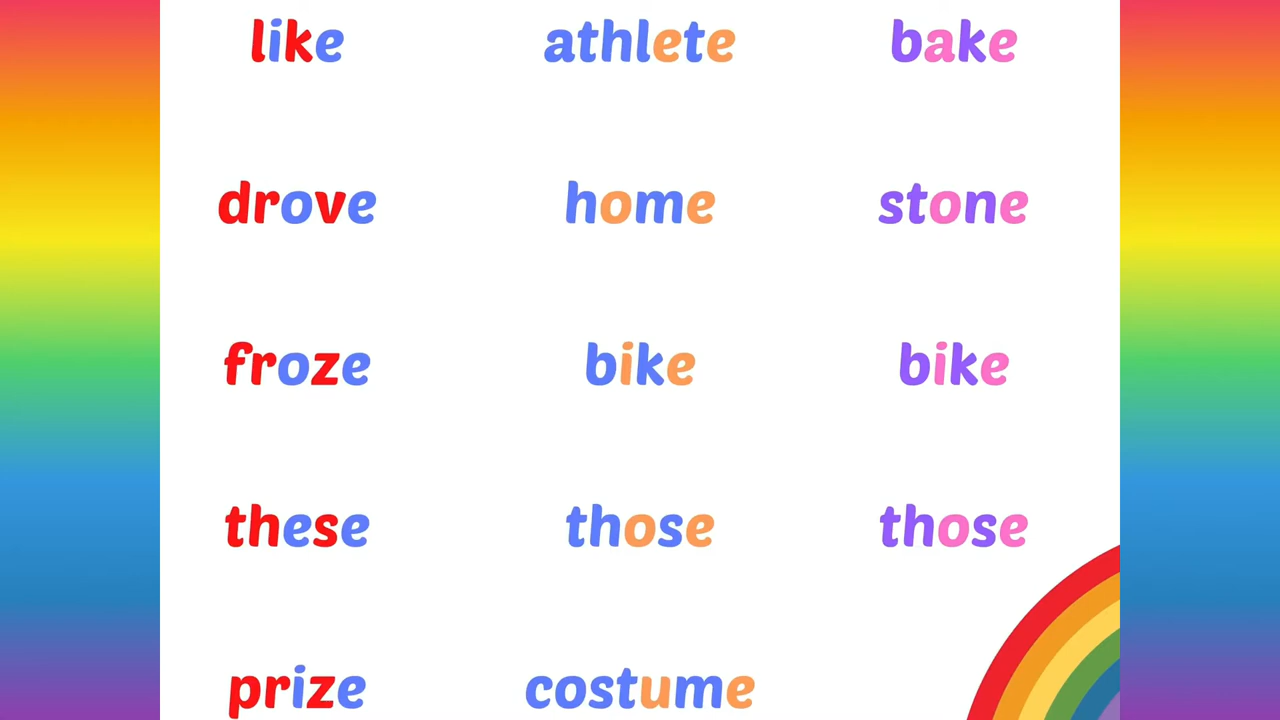 like athlete bake
drove home stone
froze bike bike
these those those
prize costume